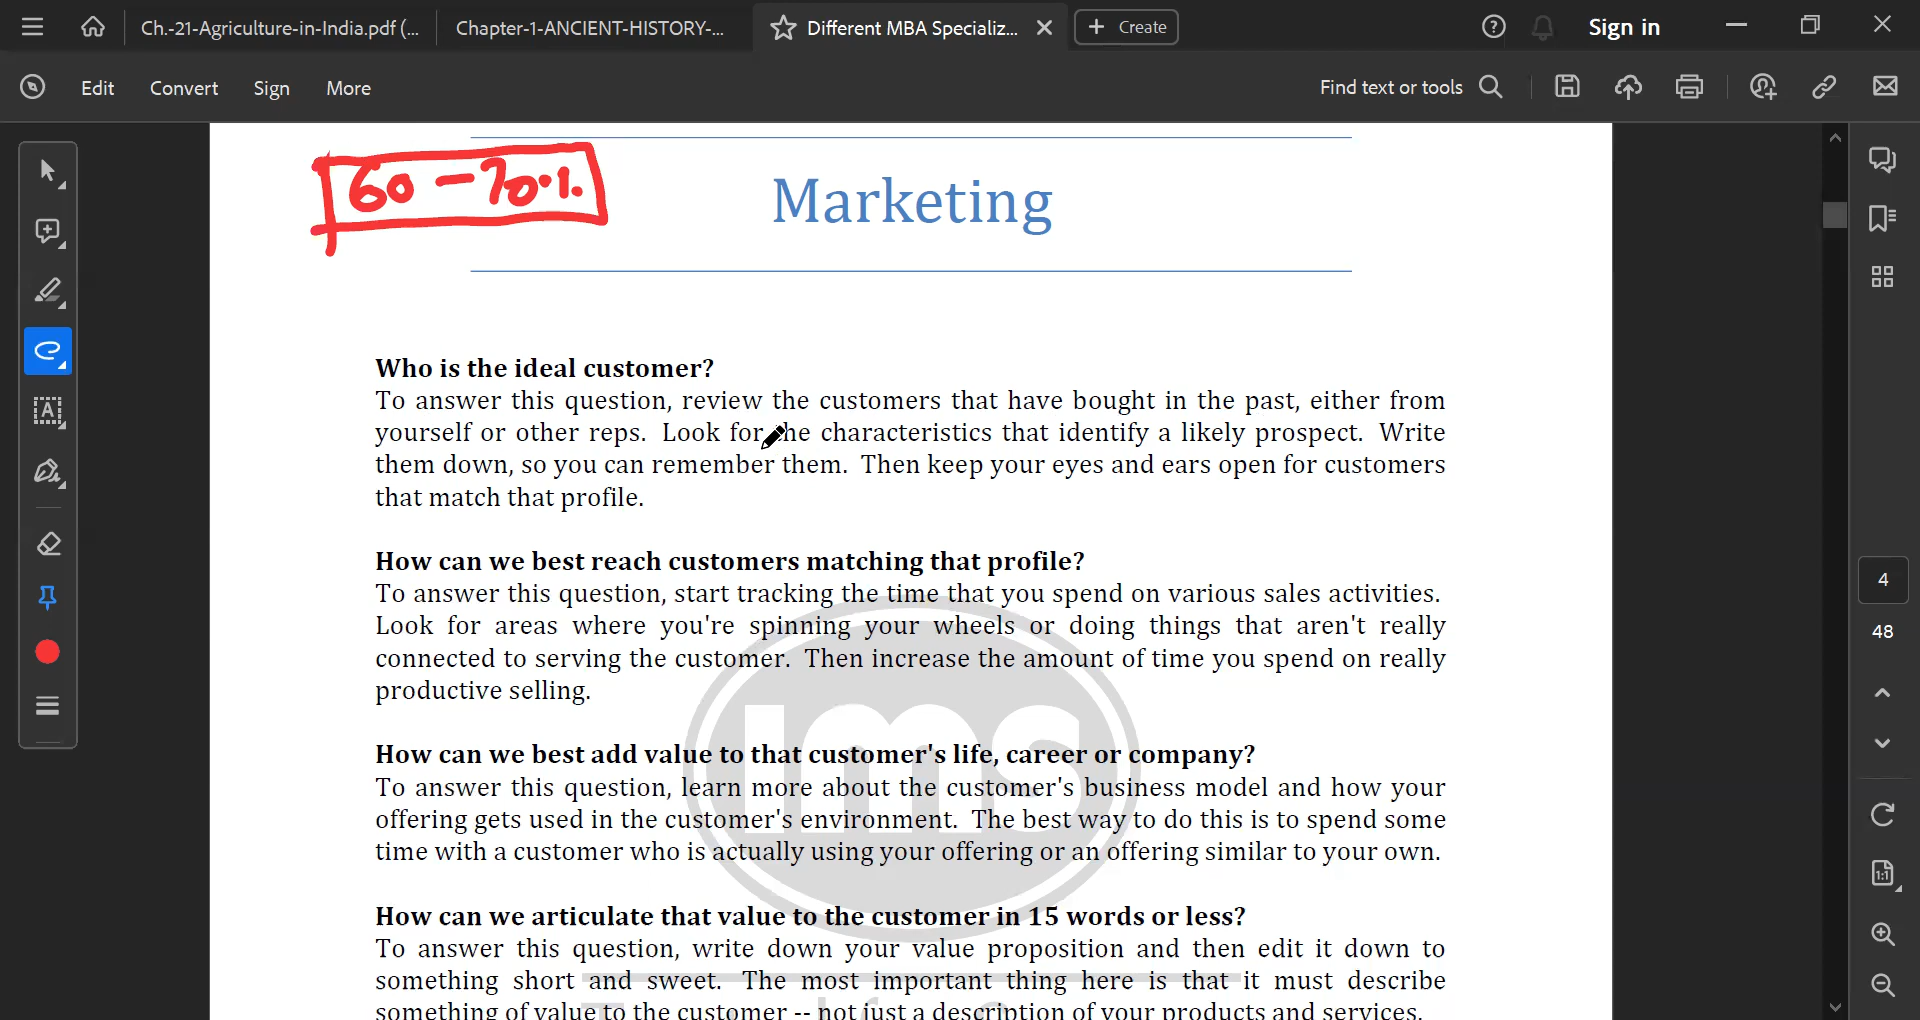 Ch.-21-Agriculture-in-India.pdf (...
Chapter-1-ANCIENT-HISTORY-...
Different MBA Specializ...
Create
Sign in
Edit
Convert
Sign
More
Find text or tools
60 - 70%
Marketing
Who is the ideal customer?
To answer this question, review the customers that have bought in the past, either from
yourself or other reps. Look for the characteristics that identify a likely prospect. Write
them down, so you can remember them. Then keep your eyes and ears open for customers
that match that profile.
How can we best reach customers matching that profile?
To answer this question, start tracking the time that you spend on various sales activities.
Look for areas where you're spinning your wheels or doing things that aren't really
connected to serving the customer. Then increase the amount of time you spend on really
productive selling.
How can we best add value to that customer's life, career or company?
To answer this question, learn more about the customer's business model and how your
offering gets used in the customer's environment. The best way to do this is to spend some
time with a customer who is actually using your offering or an offering similar to your own.
How can we articulate that value to the customer in 15 words or less?
To answer this question, write down your value proposition and then edit it down to
something short and sweet. The most important thing here is that it must describe
something of value to the customer -- not just a description of your products and services.
ims
4
48
1:1